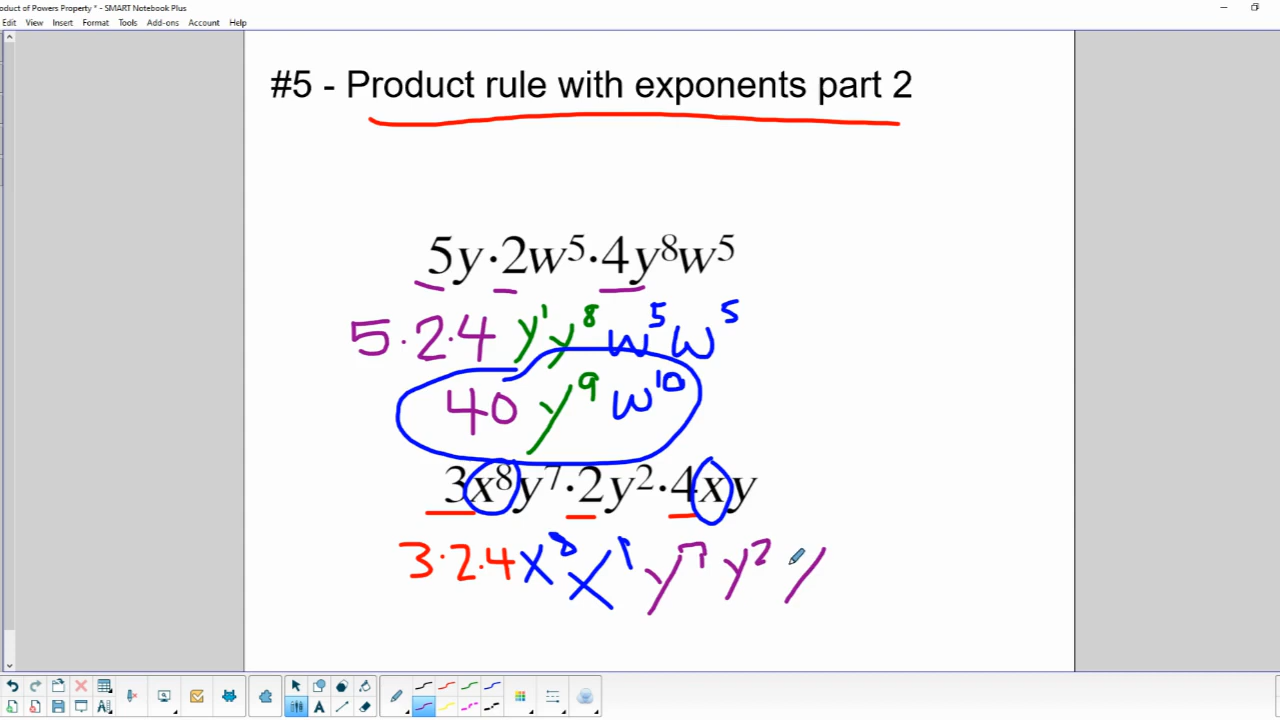 oduct of Powers Property * - SMART Notebook Plus
Edit View Insert Format Tools Add-ons Account Help
#5 - Product rule with exponents part 2
5y·2w⁵·4y⁸w⁵
5·2·4 y¹y⁸ w⁵w⁵
40 y⁹ w¹⁰
3x⁸y⁷·2y²·4xy
3·2·4 x⁸ x¹ y⁷ y² y